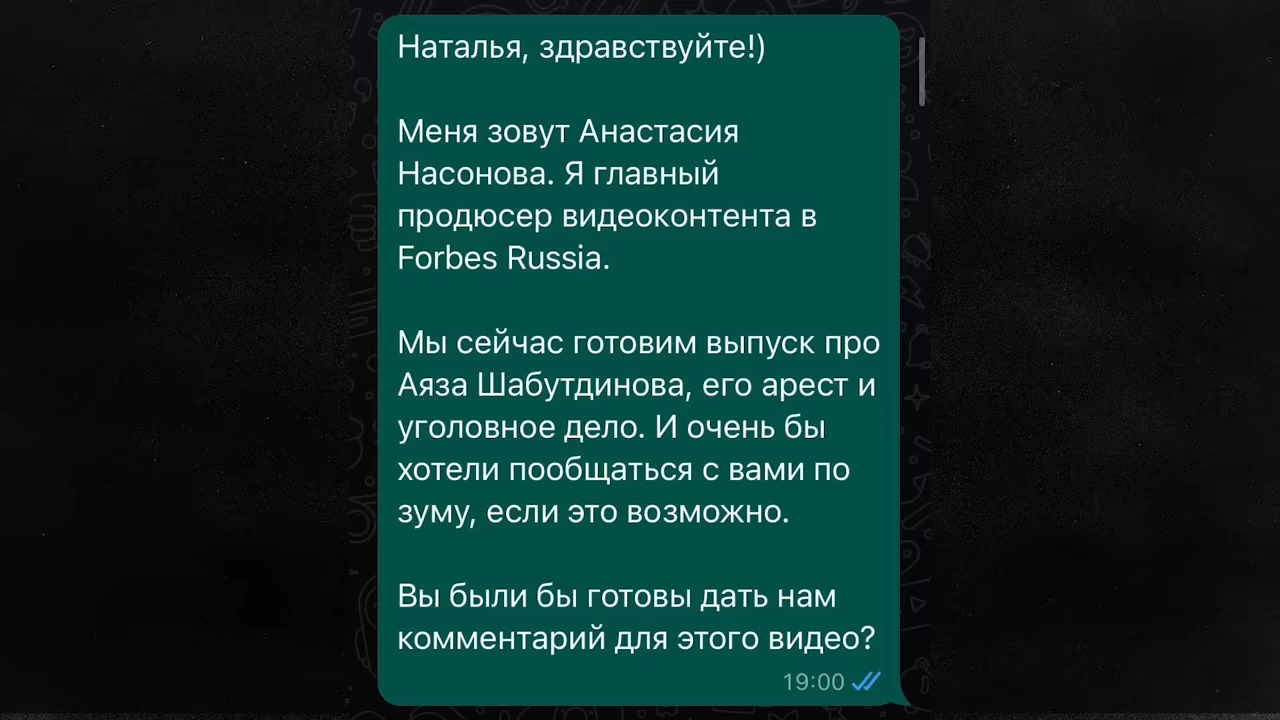 Наталья, здравствуйте!)
Меня зовут Анастасия
Насонова. Я главный
продюсер видеоконтента в
Forbes Russia.
Мы сейчас готовим выпуск про
Аяза Шабутдинова, его арест и
уголовное дело. И очень бы
хотели пообщаться с вами по
зуму, если это возможно.
Вы были бы готовы дать нам
комментарий для этого видео?
19:00